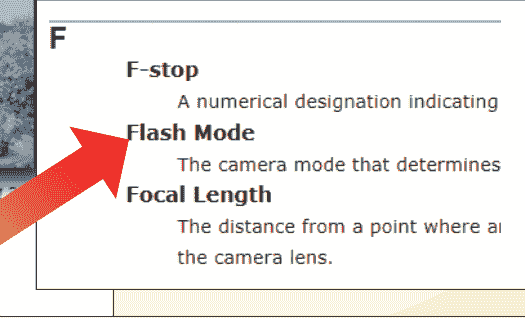 F
F-stop
A numerical designation indicating
Flash Mode
The camera mode that determines
Focal Length
The distance from a point where
the camera lens.